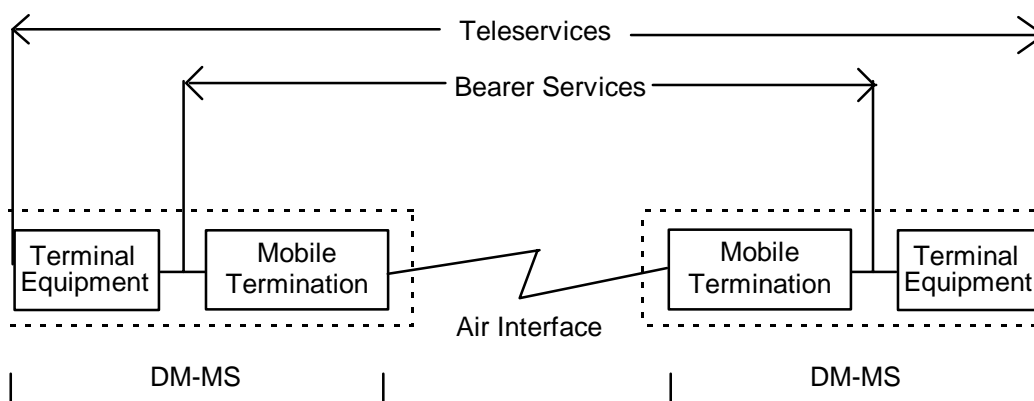 Teleservices
Bearer Services
Terminal
Equipment
Mobile
Termination
Mobile
Termination
Terminal
Equipment
Air Interface
DM-MS
DM-MS